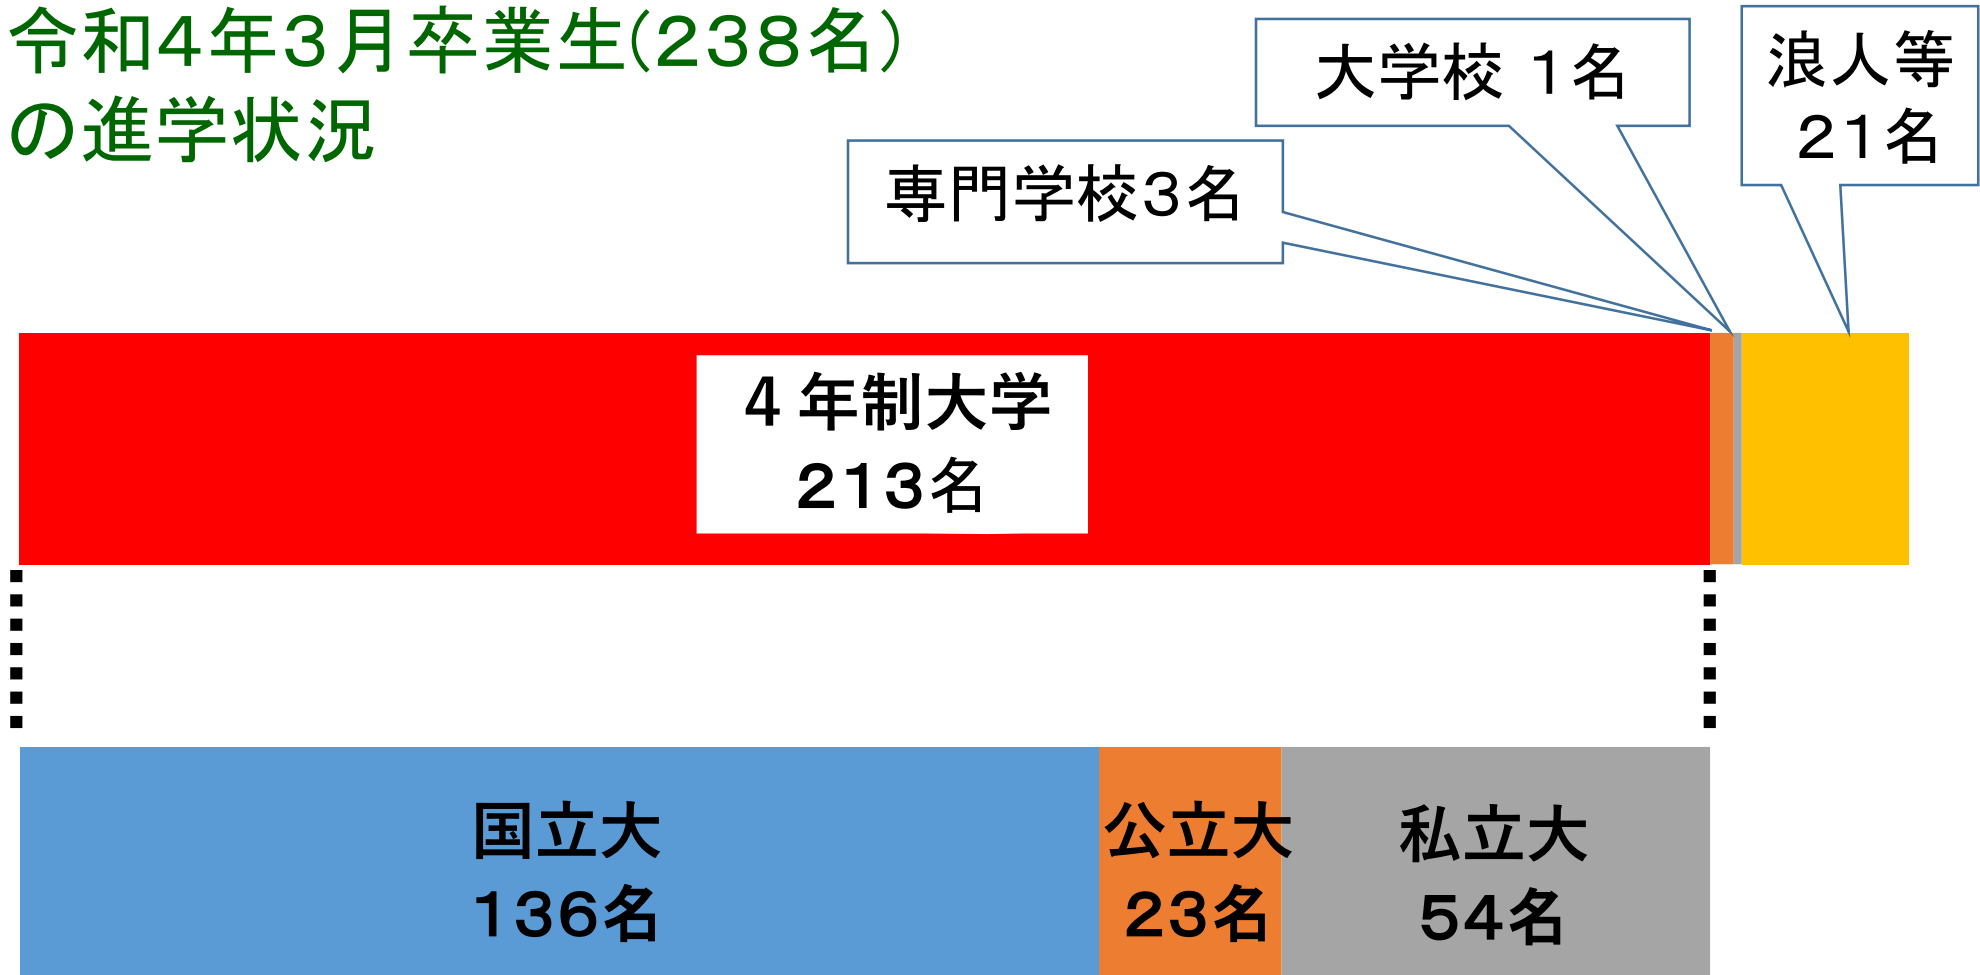 令和4年3月卒業生(238名)
の進学状況
大学校 1名
浪人等
21名
専門学校3名
4年制大学
213名
国立大
136名
公立大
23名
私立大
54名